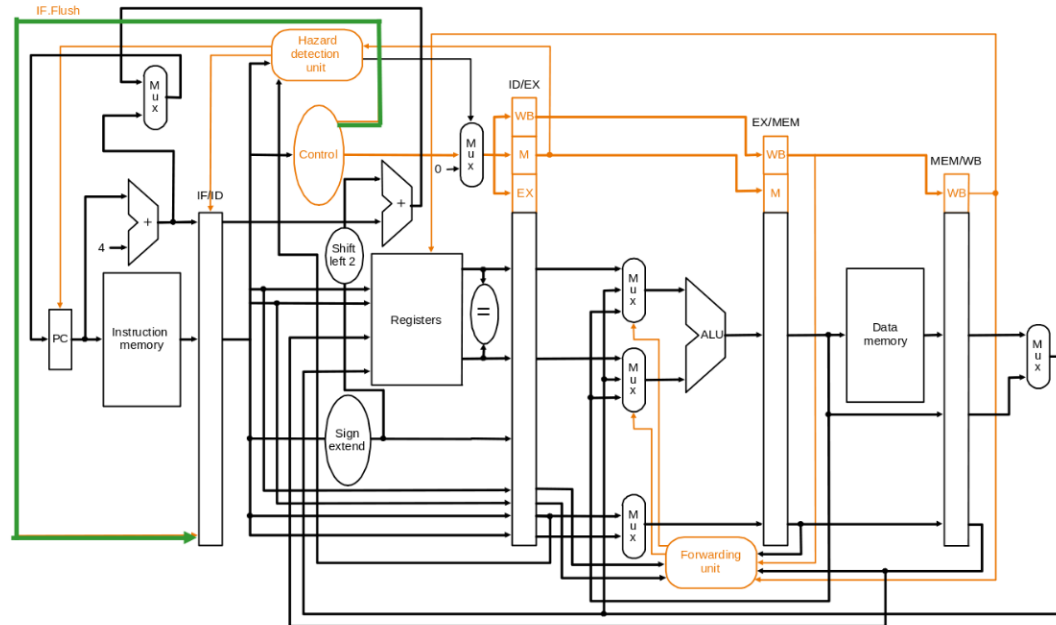 IF.Flush
Hazard
detection
unit
ID/EX
M
u
x
WB
EX/MEM
Control
M
u
x
M
WB
MEM/WB
0
EX
M
WB
IF/ID
+
+
4
Shift
left 2
M
u
x
Registers
=
PC
Instruction
memory
ALU
Data
memory
M
u
x
M
u
x
Sign
extend
M
u
x
Forwarding
unit